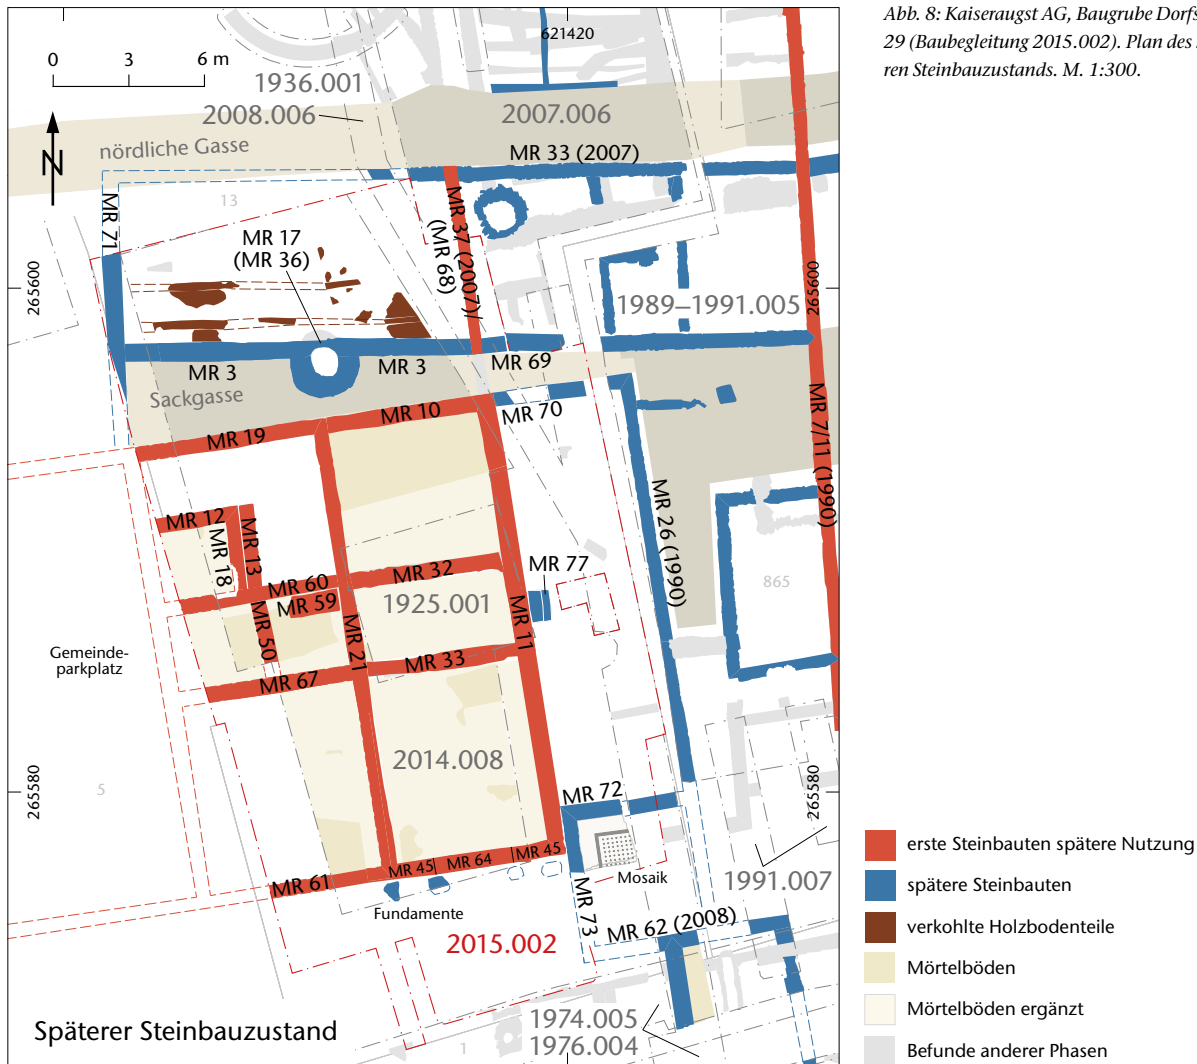 Abb. 8: Kaiseraugst AG, Baugrube Dorfs
29 (Baubegleitung 2015.002). Plan des
ren Steinbauzustands. M. 1:300.
0 3 6 m
621420
1936.001
2008.006
2007.006
N
nördliche Gasse
MR 33 (2007)
13
MR 71
MR 17
(MR 36)
MR 37 (2007)/
(MR 68)
265600
265600
1989–1991.005
MR 3
MR 3
MR 69
Sackgasse
MR 10
MR 70
MR 19
MR 7/11 (1990)
MR 12
MR 13
MR 18
MR 26 (1990)
MR 77
MR 32
MR 60
MR 59
1925.001
865
MR 50
MR 21
MR 11
Gemeinde-
parkplatz
MR 33
MR 67
2014.008
5
265580
265580
MR 72
MR 45
MR 64
MR 45
MR 61
Mosaik
1991.007
Fundamente
MR 73
MR 62 (2008)
2015.002
1974.005
1976.004
1
Späterer Steinbauzustand
erste Steinbauten spätere Nutzung
spätere Steinbauten
verkohlte Holzbodenteile
Mörtelböden
Mörtelböden ergänzt
Befunde anderer Phasen